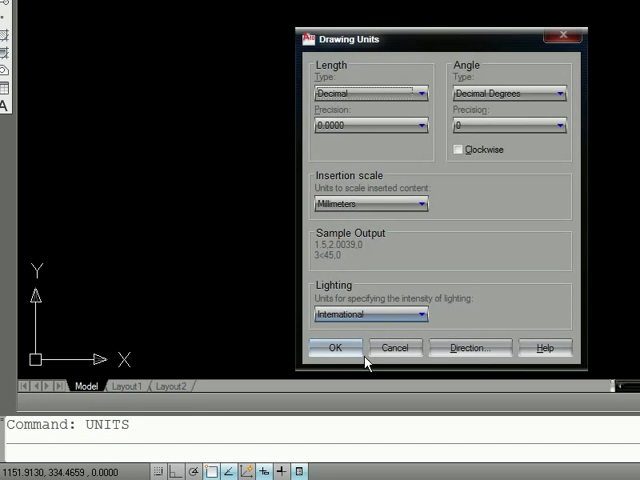 Drawing Units
Length
Type:
Decimal
Precision:
0.0000
Angle
Type:
Decimal Degrees
Precision:
0
Clockwise
Insertion scale
Units to scale inserted content:
Millimeters
Sample Output
1.5,2.0039,0
3<45,0
Lighting
Units for specifying the intensity of lighting:
International
OK
Cancel
Direction...
Help
A
Y
X
Model
Layout1
Layout2
Command: UNITS
1151.9130, 334.4659, 0.0000